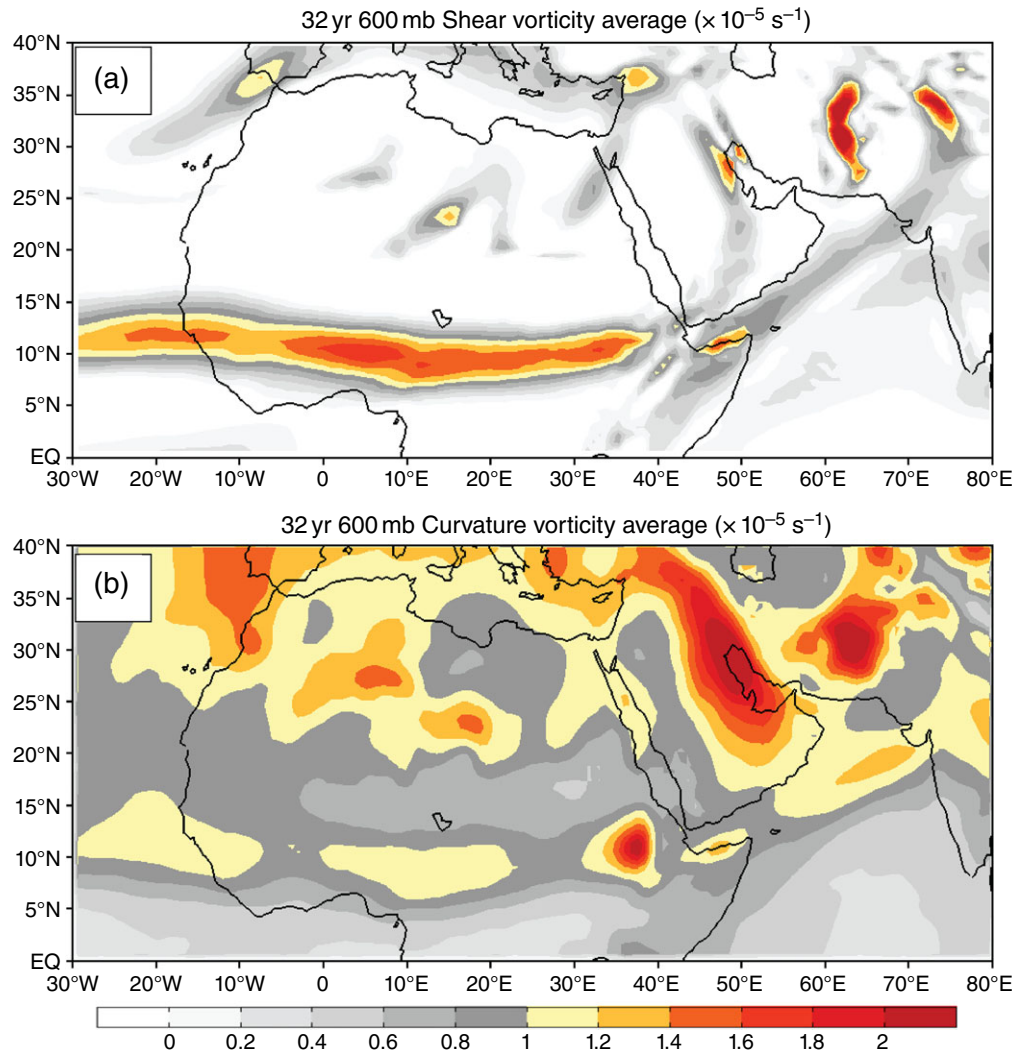 32 yr 600 mb Shear vorticity average (× 10⁻⁵ s⁻¹)
40°N
(a)
35°N
30°N
25°N
20°N
15°N
10°N
5°N
EQ
30°W 20°W 10°W 0 10°E 20°E 30°E 40°E 50°E 60°E 70°E 80°E
32 yr 600 mb Curvature vorticity average (× 10⁻⁵ s⁻¹)
40°N
(b)
35°N
30°N
25°N
20°N
15°N
10°N
5°N
EQ
30°W 20°W 10°W 0 10°E 20°E 30°E 40°E 50°E 60°E 70°E 80°E
0 0.2 0.4 0.6 0.8 1 1.2 1.4 1.6 1.8 2